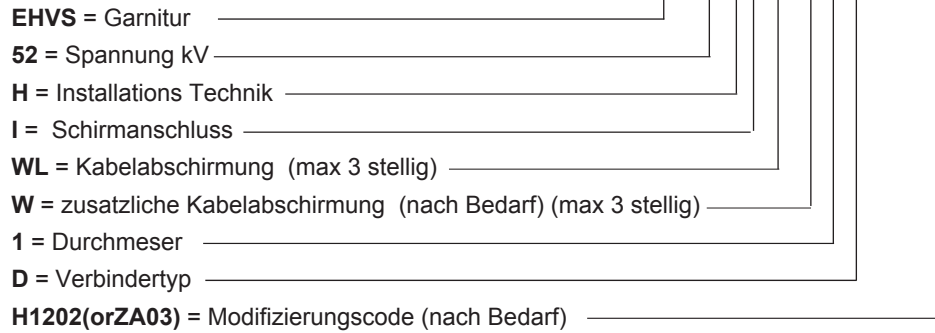 EHVS = Garnitur
52 = Spannung kV
H = Installations Technik
I = Schirmanschluss
WL = Kabelabschirmung (max 3 stellig)
W = zusatzliche Kabelabschirmung (nach Bedarf) (max 3 stellig)
1 = Durchmeser
D = Verbindertyp
H1202(orZA03) = Modifizierungscode (nach Bedarf)